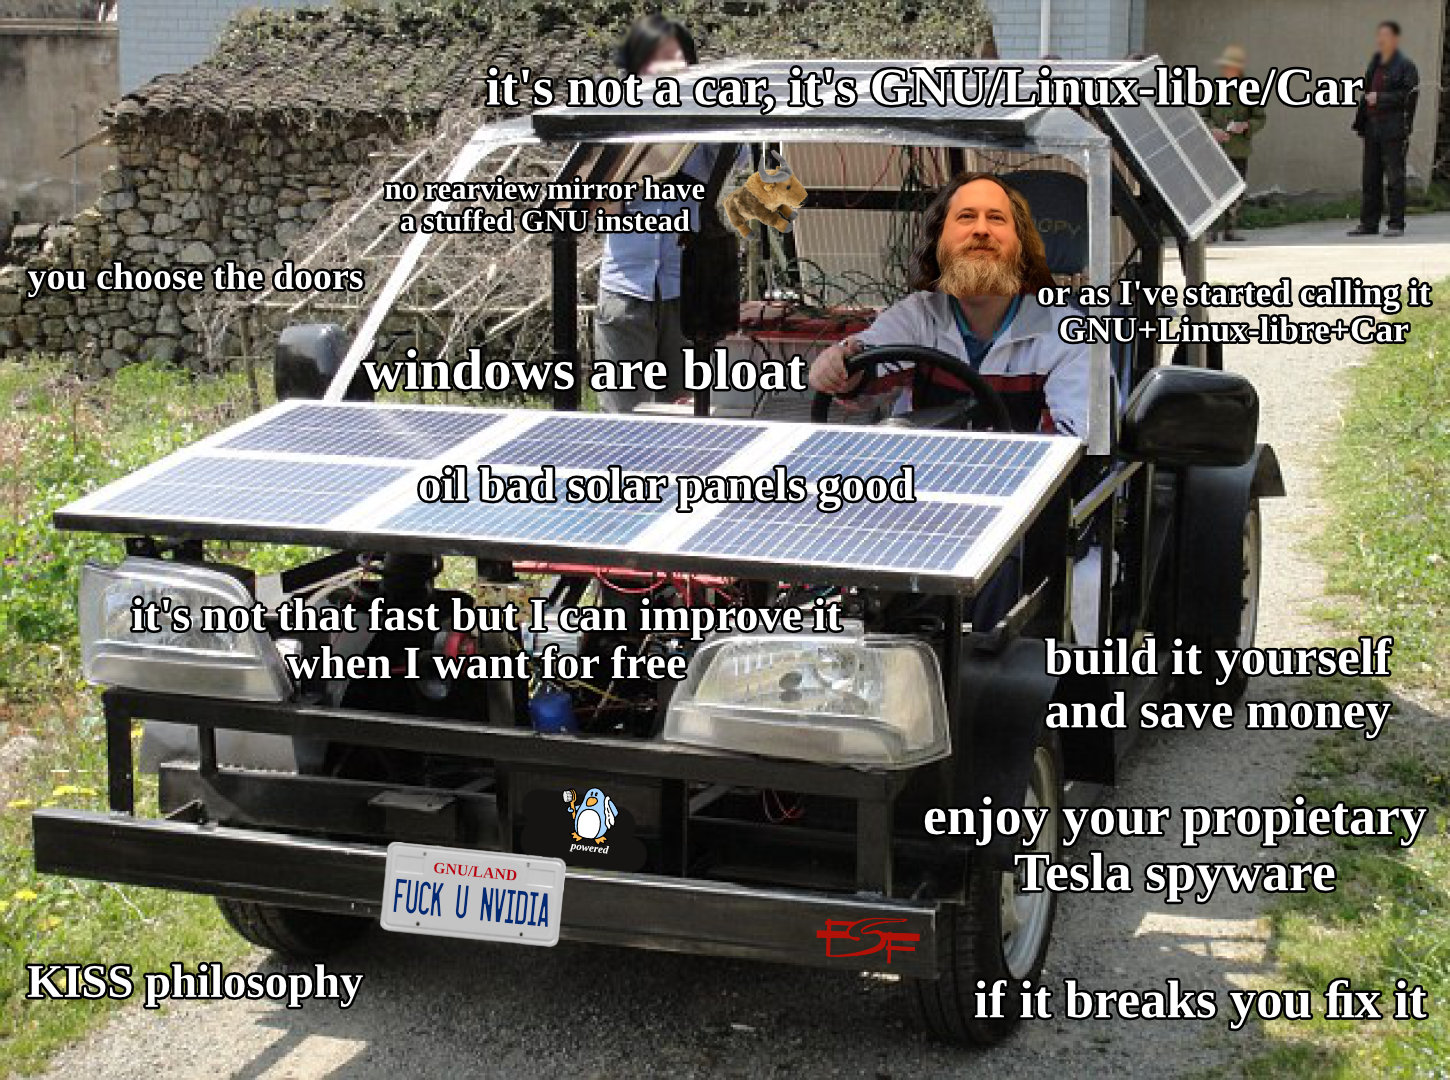 it's not a car, it's GNU/Linux-libre/Car
no rearview mirror have
a stuffed GNU instead
you choose the doors
or as I've started calling it
GNU+Linux-libre+Car
windows are bloat
oil bad solar panels good
it's not that fast but I can improve it
when I want for free
build it yourself
and save money
enjoy your propietary
Tesla spyware
powered
GNU/LAND
FUCK U NVIDIA
FSF
KISS philosophy
if it breaks you fix it